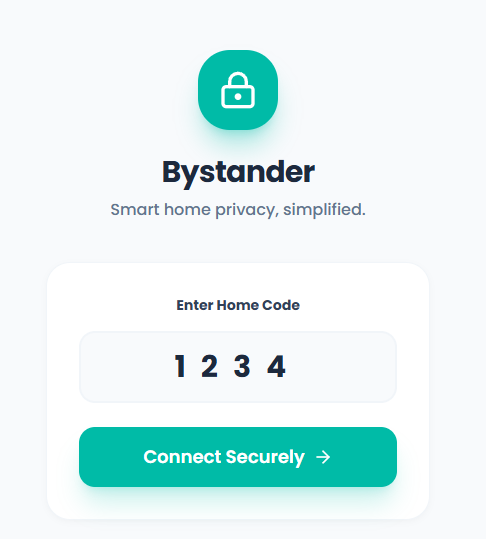 Bystander
Smart home privacy, simplified.
Enter Home Code
1 2 3 4
Connect Securely →